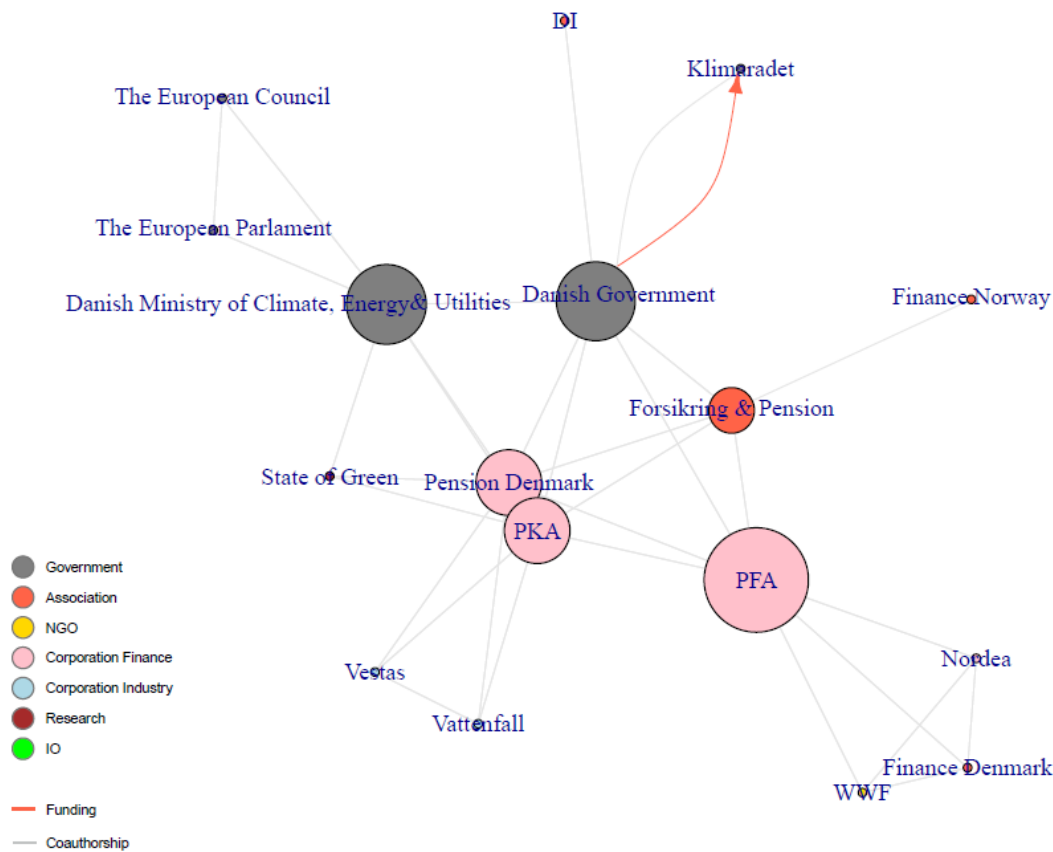 DI
Klimaradet
The European Council
The European Parlament
Danish Ministry of Climate, Energy& Utilities
Danish Government
Finance Norway
Forsikring & Pension
State of Green
Pension Denmark
PKA
PFA
Vestas
Vattenfall
Nordea
Finance Denmark
WWF
Government
Association
NGO
Corporation Finance
Corporation Industry
Research
IO
Funding
Coauthorship